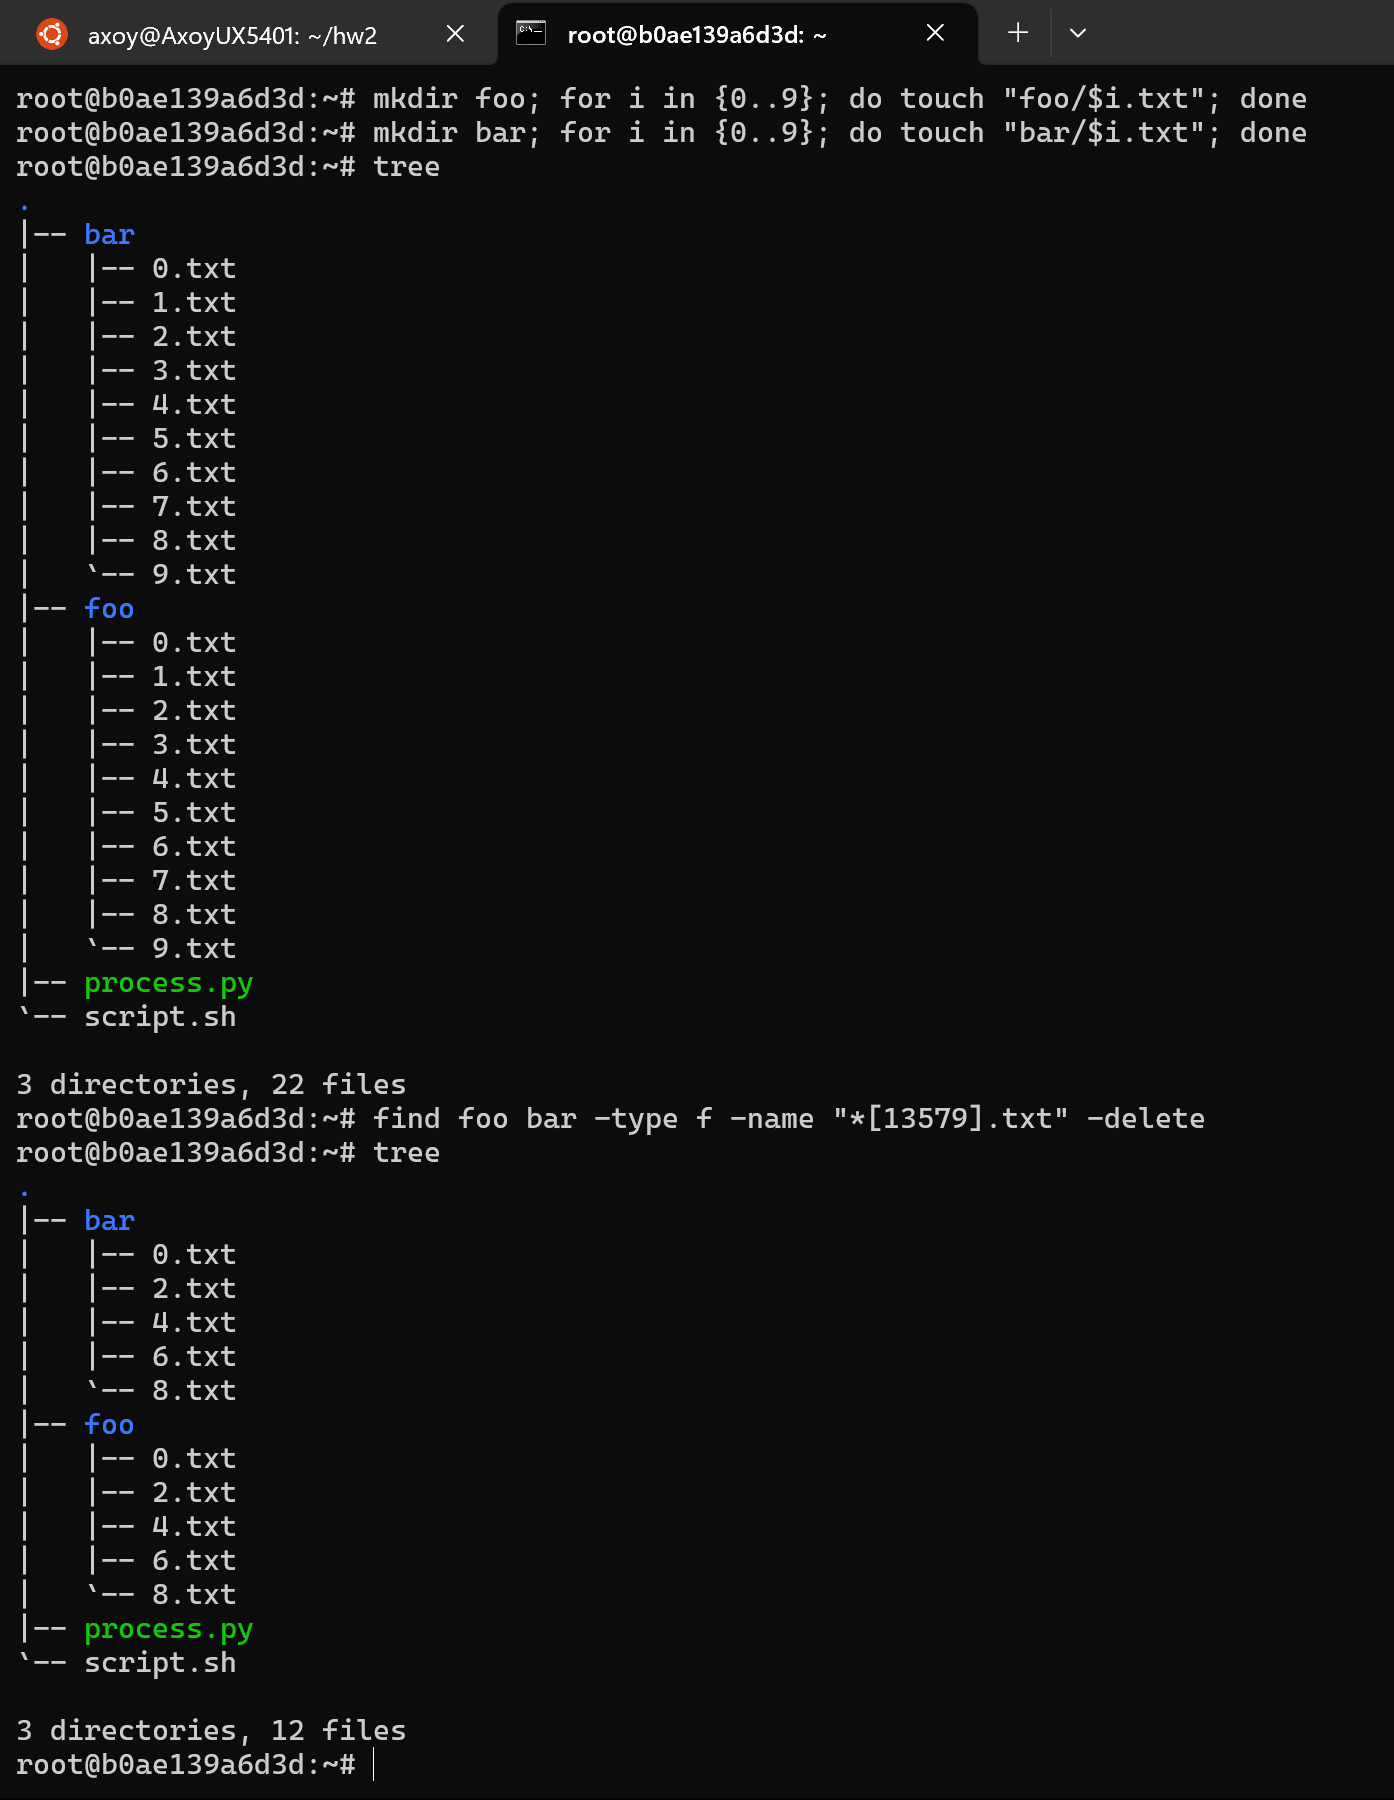 axoy@AxoyUX5401: ~/hw2
root@b0ae139a6d3d: ~
root@b0ae139a6d3d:~# mkdir foo; for i in {0..9}; do touch "foo/$i.txt"; done
root@b0ae139a6d3d:~# mkdir bar; for i in {0..9}; do touch "bar/$i.txt"; done
root@b0ae139a6d3d:~# tree
.
|-- bar
|   |-- 0.txt
|   |-- 1.txt
|   |-- 2.txt
|   |-- 3.txt
|   |-- 4.txt
|   |-- 5.txt
|   |-- 6.txt
|   |-- 7.txt
|   |-- 8.txt
|   `-- 9.txt
|-- foo
|   |-- 0.txt
|   |-- 1.txt
|   |-- 2.txt
|   |-- 3.txt
|   |-- 4.txt
|   |-- 5.txt
|   |-- 6.txt
|   |-- 7.txt
|   |-- 8.txt
|   `-- 9.txt
|-- process.py
`-- script.sh

3 directories, 22 files
root@b0ae139a6d3d:~# find foo bar -type f -name "*[13579].txt" -delete
root@b0ae139a6d3d:~# tree
.
|-- bar
|   |-- 0.txt
|   |-- 2.txt
|   |-- 4.txt
|   |-- 6.txt
|   `-- 8.txt
|-- foo
|   |-- 0.txt
|   |-- 2.txt
|   |-- 4.txt
|   |-- 6.txt
|   `-- 8.txt
|-- process.py
`-- script.sh

3 directories, 12 files
root@b0ae139a6d3d:~#